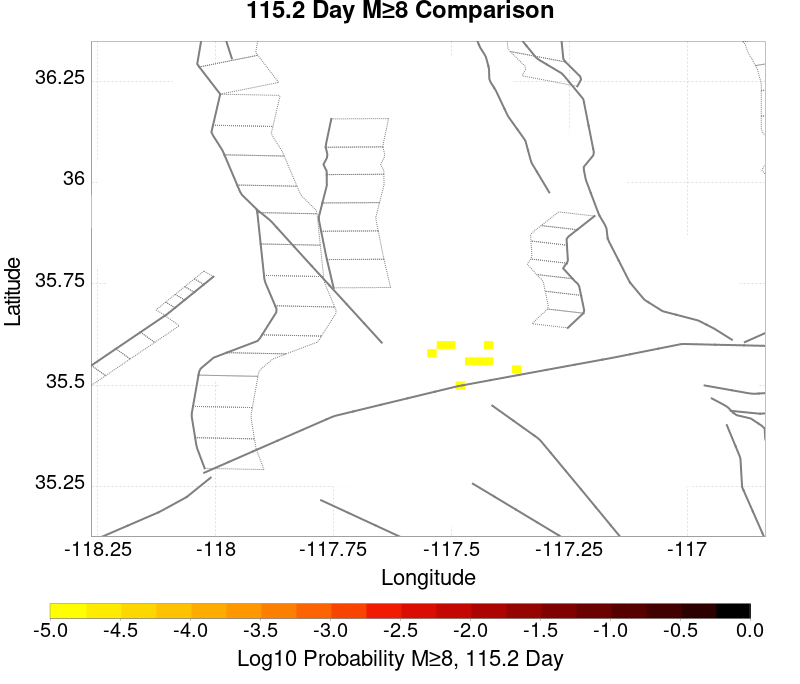 115.2 Day M≥8 Comparison
36.25
36
35.75
35.5
35.25
Latitude
-118.25 -118 -117.75 -117.5 -117.25 -117
Longitude
-5.0 -4.5 -4.0 -3.5 -3.0 -2.5 -2.0 -1.5 -1.0 -0.5 0.0
Log10 Probability M≥8, 115.2 Day